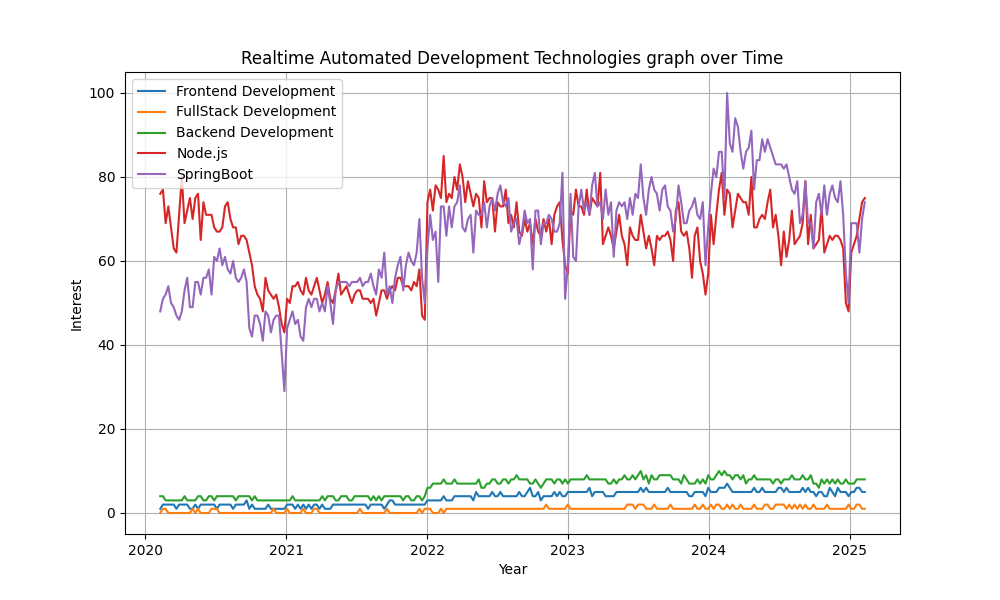 Realtime Automated Development Technologies graph over Time
100
80
60
40
20
0
Interest
Frontend Development
FullStack Development
Backend Development
Node.js
SpringBoot
2020
2021
2022
2023
2024
2025
Year